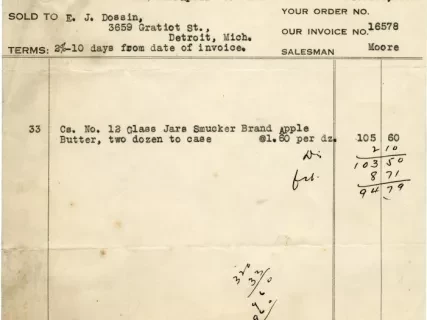 YOUR ORDER NO.
SOLD TO E. J. Dossin,
3659 Gratiot St.,
Detroit, Mich.
OUR INVOICE NO. 16578
TERMS: 2%-10 days from date of invoice.
SALESMAN Moore
33 Cs. No. 12 Glass Jars Smucker Brand Apple
Butter, two dozen to case @1.60 per dz. 105 60
Dis 2 10
103 50
frt. 8 71
94 79